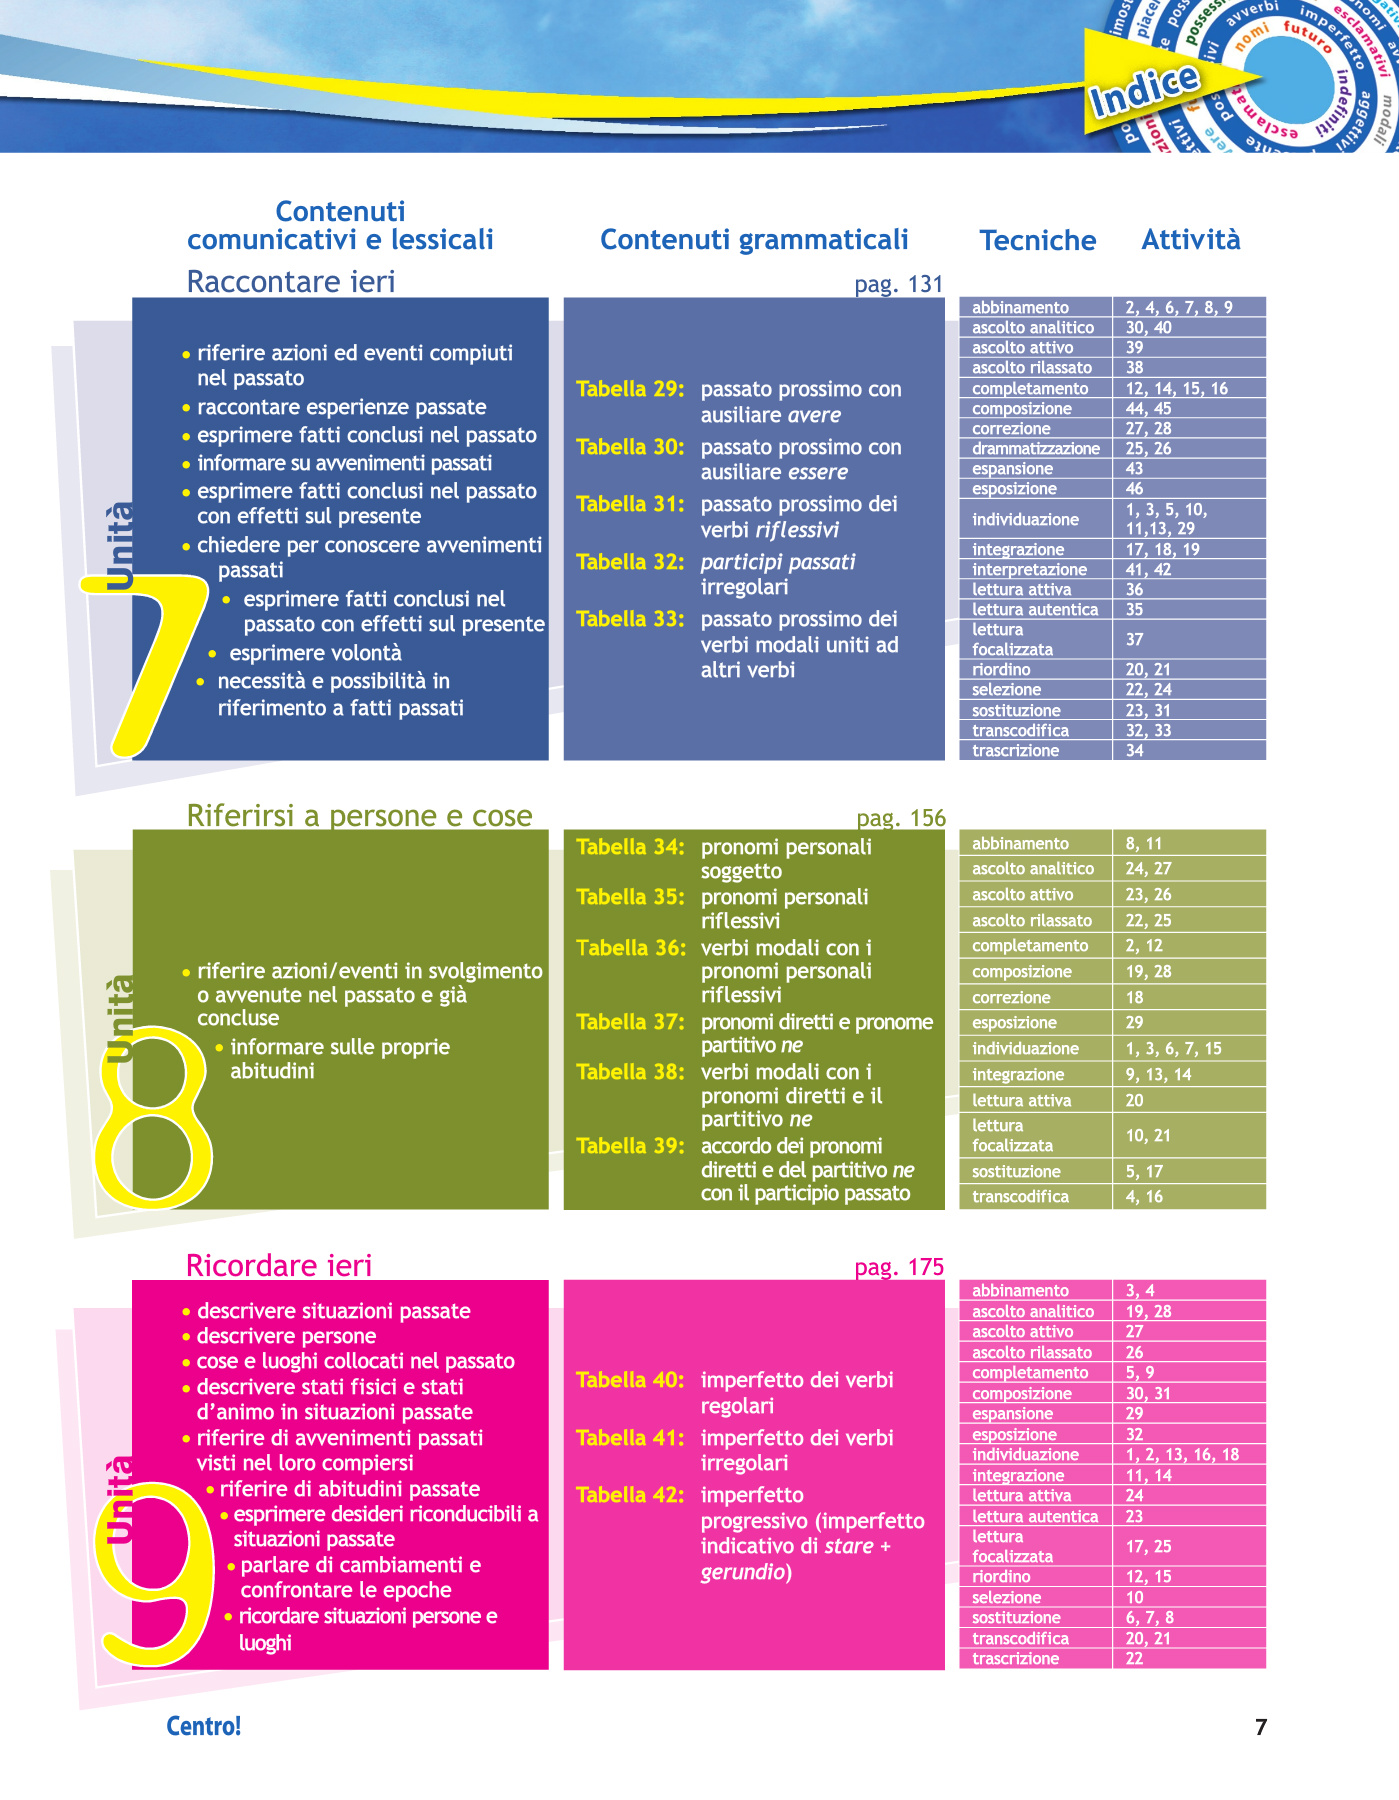 Indice
nomi futuro
indefiniti
avverbi imperfetto
aggettivi
esclamativi
modali
Contenuti
comunicativi e lessicali
Contenuti grammaticali
Tecniche
Attività
Raccontare ieri
pag. 131
Unità
7
• riferire azioni ed eventi compiuti
nel passato
• raccontare esperienze passate
• esprimere fatti conclusi nel passato
• informare su avvenimenti passati
• esprimere fatti conclusi nel passato
con effetti sul presente
• chiedere per conoscere avvenimenti
passati
• esprimere fatti conclusi nel
passato con effetti sul presente
• esprimere volontà
• necessità e possibilità in
riferimento a fatti passati
Tabella 29: passato prossimo con
ausiliare avere
Tabella 30: passato prossimo con
ausiliare essere
Tabella 31: passato prossimo dei
verbi riflessivi
Tabella 32: participi passati
irregolari
Tabella 33: passato prossimo dei
verbi modali uniti ad
altri verbi
abbinamento 2, 4, 6, 7, 8, 9
ascolto analitico 30, 40
ascolto attivo 39
ascolto rilassato 38
completamento 12, 14, 15, 16
composizione 44, 45
correzione 27, 28
drammatizzazione 25, 26
espansione 43
esposizione 46
individuazione 1, 3, 5, 10,
11,13, 29
integrazione 17, 18, 19
interpretazione 41, 42
lettura attiva 36
lettura autentica 35
lettura
focalizzata 37
riordino 20, 21
selezione 22, 24
sostituzione 23, 31
transcodifica 32, 33
trascrizione 34
Riferirsi a persone e cose
pag. 156
Unità
8
• riferire azioni/eventi in svolgimento
o avvenute nel passato e già
concluse
• informare sulle proprie
abitudini
Tabella 34: pronomi personali
soggetto
Tabella 35: pronomi personali
riflessivi
Tabella 36: verbi modali con i
pronomi personali
riflessivi
Tabella 37: pronomi diretti e pronome
partitivo ne
Tabella 38: verbi modali con i
pronomi diretti e il
partitivo ne
Tabella 39: accordo dei pronomi
diretti e del partitivo ne
con il participio passato
abbinamento 8, 11
ascolto analitico 24, 27
ascolto attivo 23, 26
ascolto rilassato 22, 25
completamento 2, 12
composizione 19, 28
correzione 18
esposizione 29
individuazione 1, 3, 6, 7, 15
integrazione 9, 13, 14
lettura attiva 20
lettura
focalizzata 10, 21
sostituzione 5, 17
transcodifica 4, 16
Ricordare ieri
pag. 175
Unità
9
• descrivere situazioni passate
• descrivere persone
• cose e luoghi collocati nel passato
• descrivere stati fisici e stati
d'animo in situazioni passate
• riferire di avvenimenti passati
visti nel loro compiersi
• riferire di abitudini passate
• esprimere desideri riconducibili a
situazioni passate
• parlare di cambiamenti e
confrontare le epoche
• ricordare situazioni persone e
luoghi
Tabella 40: imperfetto dei verbi
regolari
Tabella 41: imperfetto dei verbi
irregolari
Tabella 42: imperfetto
progressivo (imperfetto
indicativo di stare +
gerundio)
abbinamento 3, 4
ascolto analitico 19, 28
ascolto attivo 27
ascolto rilassato 26
completamento 5, 9
composizione 30, 31
espansione 29
esposizione 32
individuazione 1, 2, 13, 16, 18
integrazione 11, 14
lettura attiva 24
lettura autentica 23
lettura
focalizzata 17, 25
riordino 12, 15
selezione 10
sostituzione 6, 7, 8
transcodifica 20, 21
trascrizione 22
Centro!
7